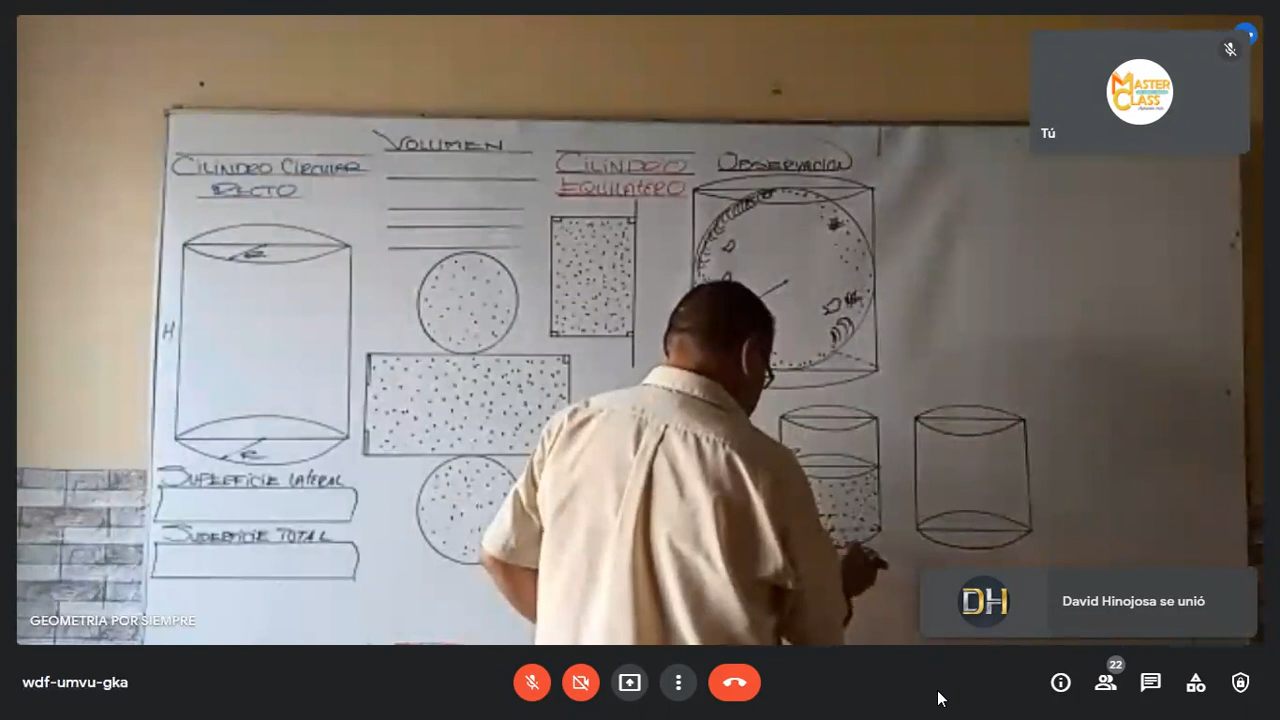 MASTER
CLASS
Tú
VOLUMEN
CILINDRO CIRCULAR
RECTO
CILINDRO
EQUILATERO
OBSERVACION
R
H
R
SUPERFICIE LATERAL
SUPERFICIE TOTAL
DH
David Hinojosa se unió
GEOMETRIA POR SIEMPRE
wdf-umvu-gka
22